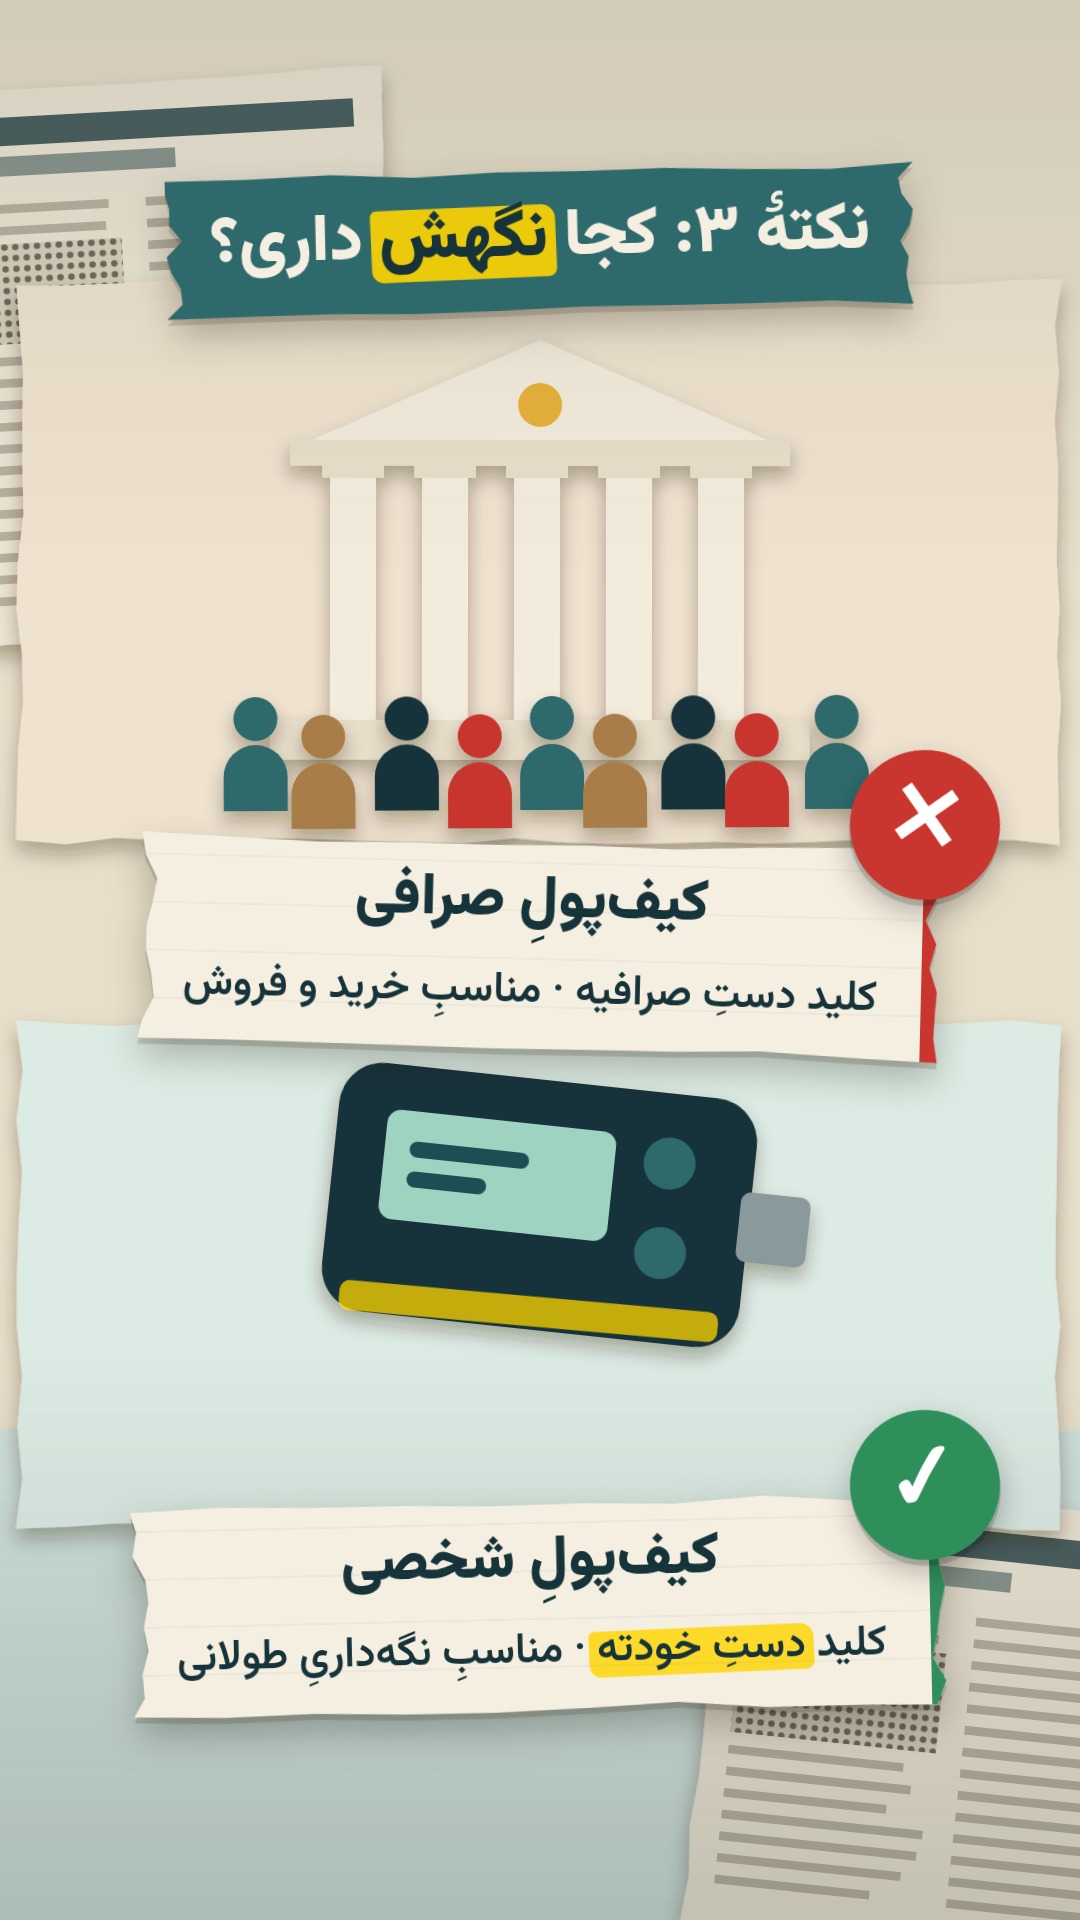 نکتهٔ ۳: کجا نگهش داری؟
کیف‌پولِ صرافی
کلید دستِ صرافیه · مناسبِ خرید و فروش
کیف‌پولِ شخصی
کلید دستِ خودته · مناسبِ نگه‌داریِ طولانی